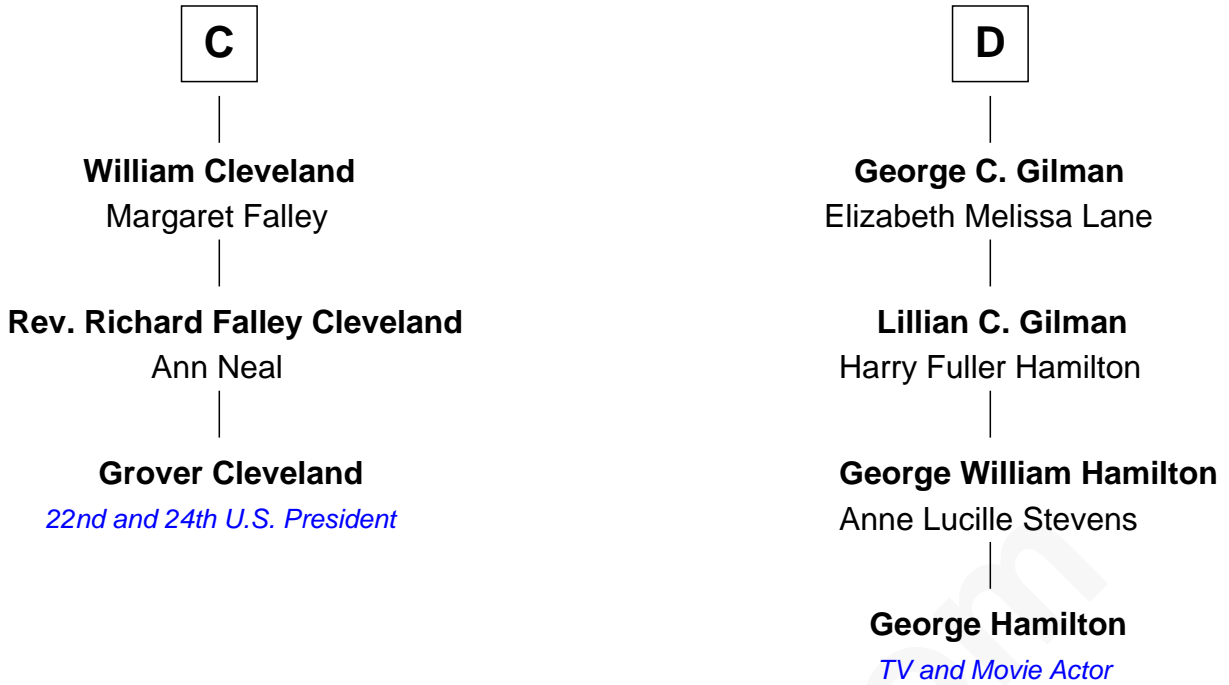 C
William Cleveland
Margaret Falley
Rev. Richard Falley Cleveland
Ann Neal
Grover Cleveland
22nd and 24th U.S. President
D
George C. Gilman
Elizabeth Melissa Lane
Lillian C. Gilman
Harry Fuller Hamilton
George William Hamilton
Anne Lucille Stevens
George Hamilton
TV and Movie Actor